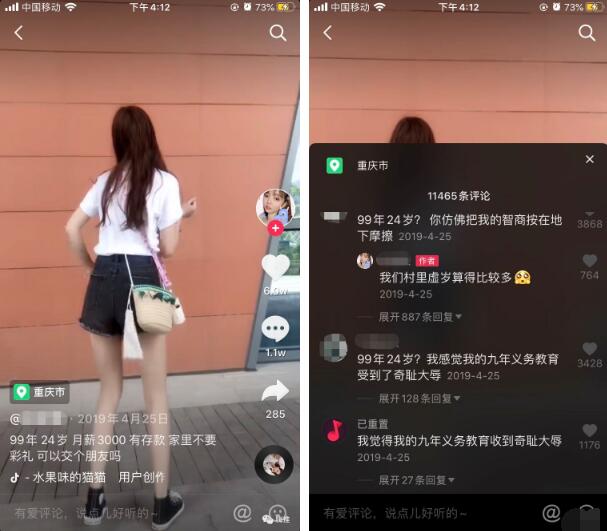 中国移动
下午4:12
73%
6.9w
1.1w
285
重庆市
@
· 2019年4月25日
99年 24岁 月薪3000 有存款 家里不要
彩礼 可以交个朋友吗
- 水果味的猫猫 用户创作
有爱评论，说点儿好听的~
中国移动
下午4:12
73%
重庆市
11465条评论
99年24岁？ 你仿佛把我的智商按在地
下摩擦 2019-4-25
3868
作者
我们村里虚岁算得比较多🥺
2019-4-25
764
展开887条回复
99年24岁？我感觉我的九年义务教育
受到了奇耻大辱 2019-4-25
3428
展开128条回复
已重置
我觉得我的九年义务教育收到奇耻大辱
2019-4-25
1176
展开27条回复
有爱评论，说点儿好听的~